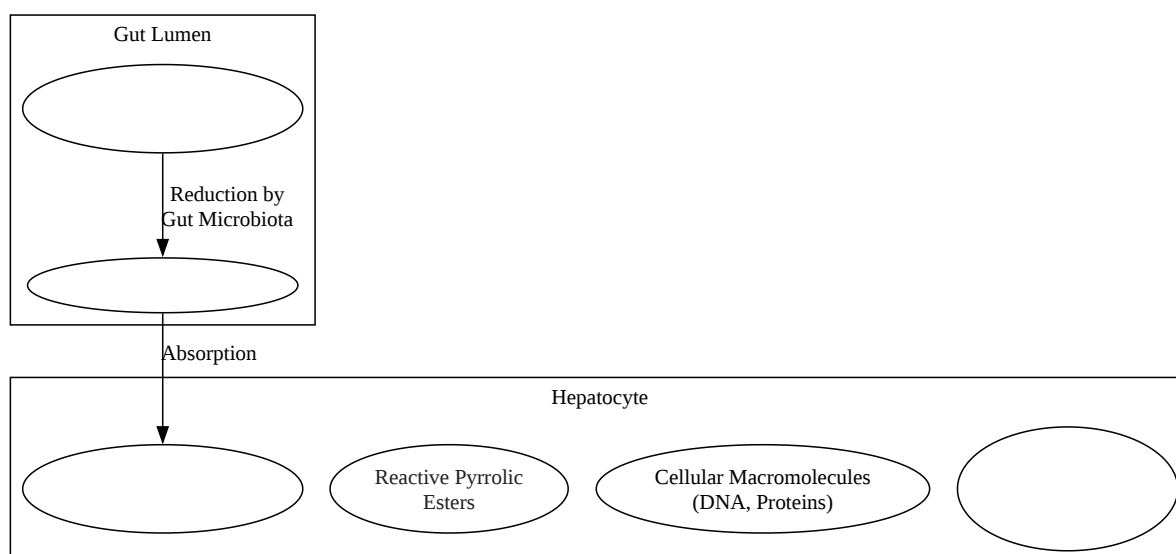 Gut Lumen
Reduction by
Gut Microbiota
Absorption
Hepatocyte
Reactive Pyrrolic
Esters
Cellular Macromolecules
(DNA, Proteins)